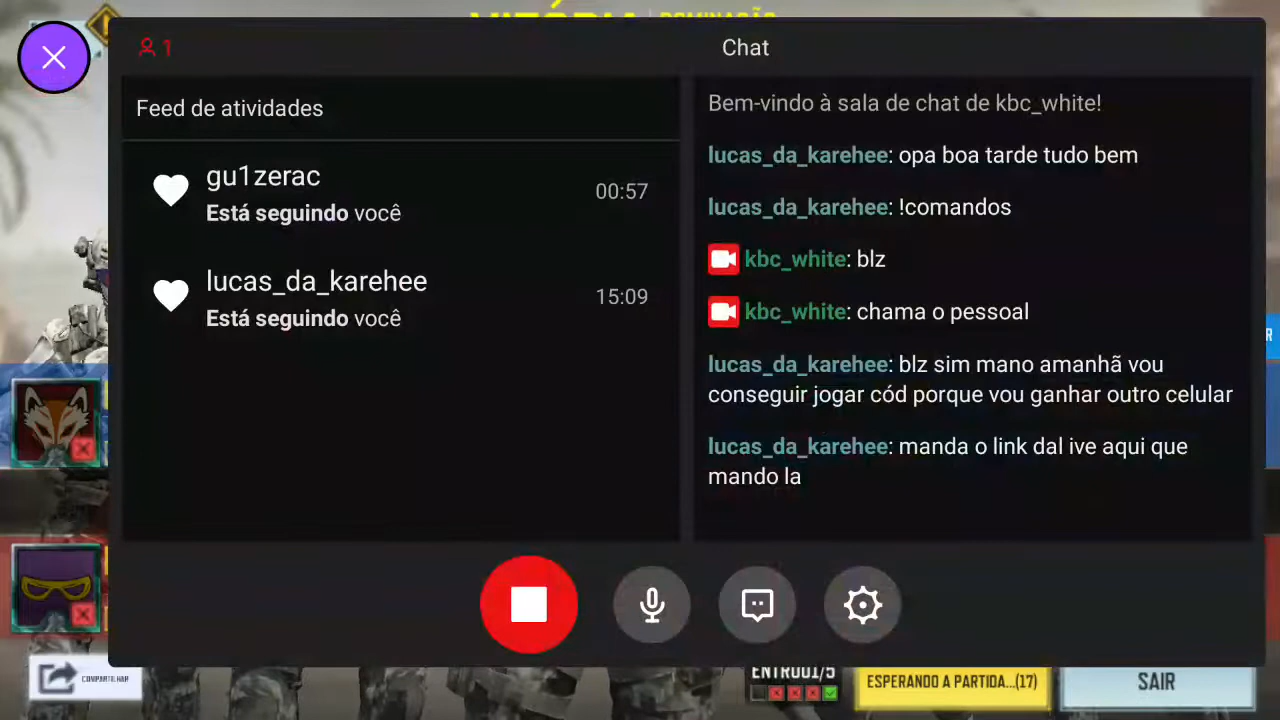 VITÓRIA | DOMINAÇÃO
1
Chat
Feed de atividades
gu1zerac
Está seguindo você
00:57
lucas_da_karehee
Está seguindo você
15:09
Bem-vindo à sala de chat de kbc_white!
lucas_da_karehee: opa boa tarde tudo bem
lucas_da_karehee: !comandos
kbc_white: blz
kbc_white: chama o pessoal
lucas_da_karehee: blz sim mano amanhã vou
conseguir jogar cód porque vou ganhar outro celular
lucas_da_karehee: manda o link dal ive aqui que
mando la
COMPARTILHAR
ENTROU1/5
ESPERANDO A PARTIDA...(17)
SAIR